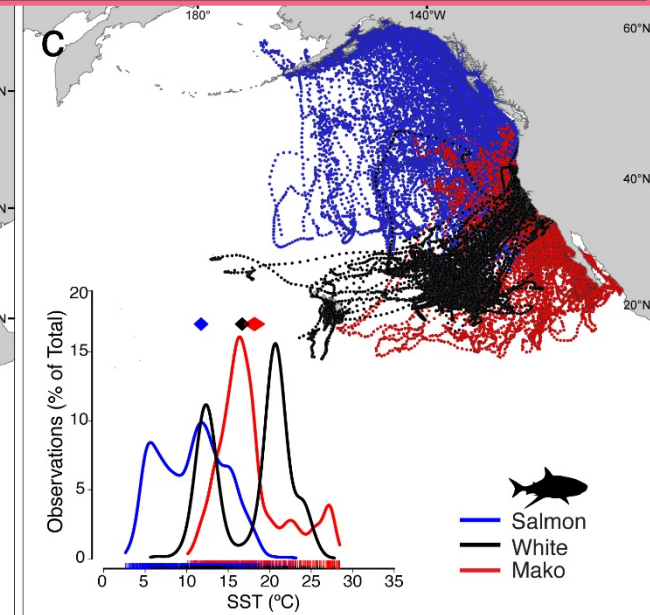 C
180°
140°W
60°N
40°N
20°N
N
N
N
20
15
10
5
0
Observations (% of Total)
0 5 10 15 20 25 30 35
SST (ºC)
Salmon
White
Mako